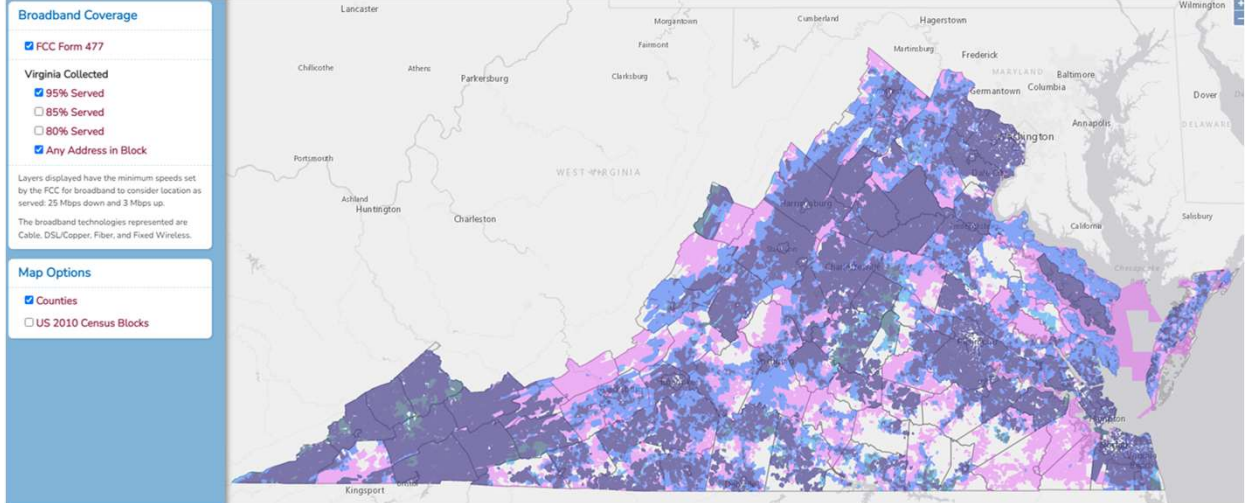 Broadband Coverage
FCC Form 477
Virginia Collected
95% Served
85% Served
80% Served
Any Address in Block
Layers displayed have the minimum speeds set
by the FCC for broadband to consider location as
served: 25 Mbps down and 3 Mbps up.
The broadband technologies represented are
Cable, DSL/Copper, Fiber, and Fixed Wireless.
Map Options
Counties
US 2010 Census Blocks
Lancaster
Morgantown
Cumberland
Hagerstown
Wilmington
Fairmont
Martinsburg
Frederick
Chillicothe
Athens
Parkersburg
Clarksburg
MARYLAND
Baltimore
Germantown
Columbia
Dover
Annapolis
DELAWARE
Portsmouth
WEST VIRGINIA
Ashland
Huntington
Charleston
Salisbury
California
Harrisonburg
Kingsport